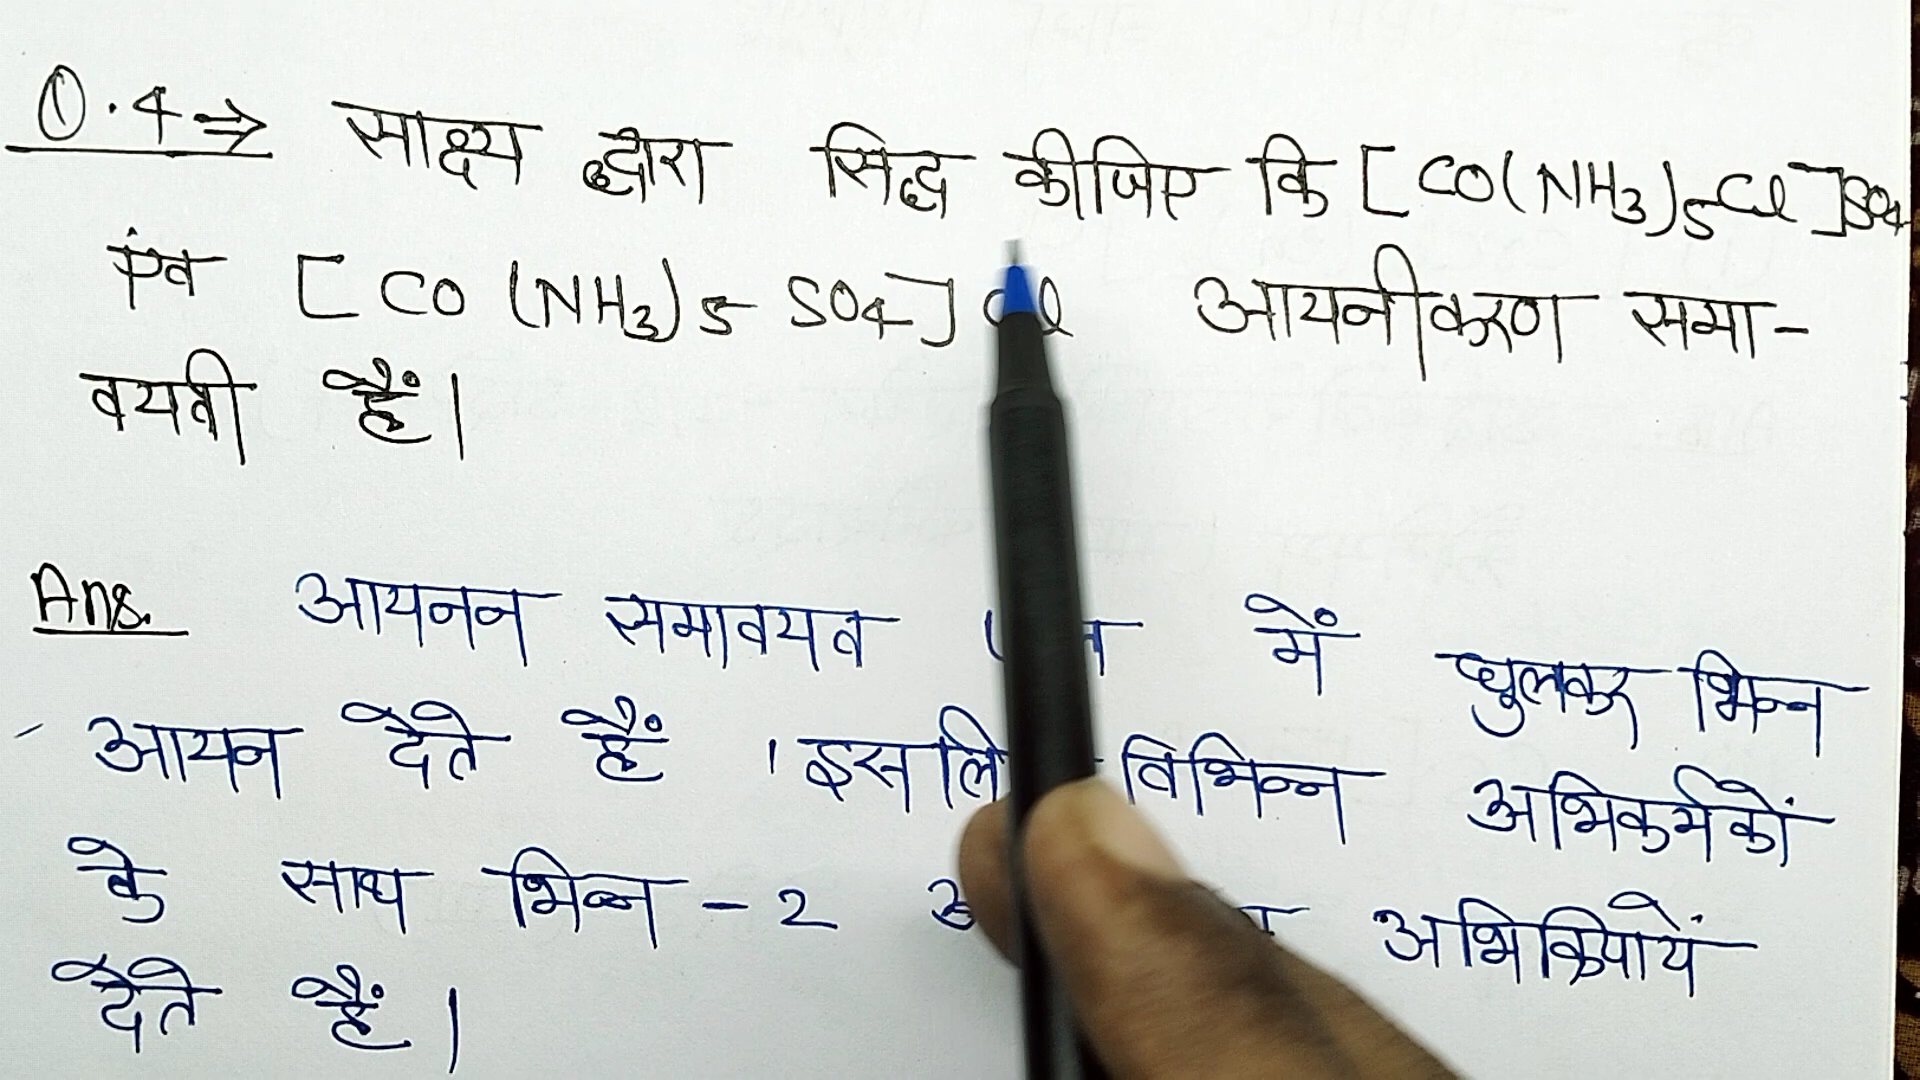 Q.4⇒ साक्ष्य द्वारा सिद्ध कीजिए कि [CO(NH3)5Cl]SO4
एंव [CO(NH3)5 SO4]Cl आयनीकरण समा-
वयवी हैं।
Ans. आयनन समावयव में घुलकर भिन्न
आयन देते हैं। विभिन्न अभिकर्मकों
के साथ भिन्न-2 अभिक्रियायें
देते हैं।